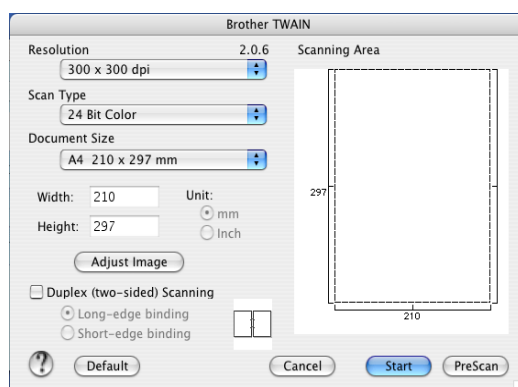 Brother TWAIN
Resolution 2.0.6
300 x 300 dpi
Scan Type
24 Bit Color
Document Size
A4 210 x 297 mm
Width: 210
Height: 297
Unit:
mm
Inch
Adjust Image
Duplex (two-sided) Scanning
Long-edge binding
Short-edge binding
Scanning Area
297
210
?
Default
Cancel
Start
PreScan